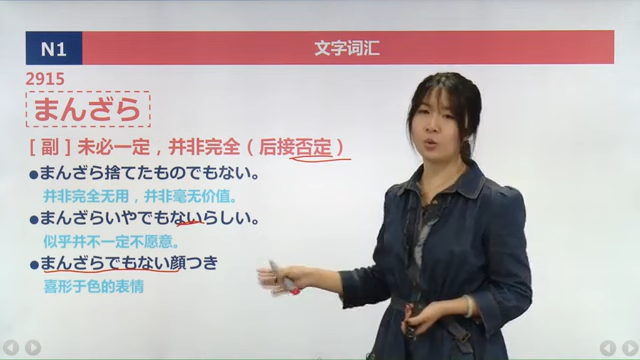 N1
文字词汇
2915
まんざら
[ 副 ] 未必一定，并非完全（后接否定）
●まんざら捨てたものでもない。
并非完全无用，并非毫无价值。
●まんざらいやでもないらしい。
似乎并不一定不愿意。
●まんざらでもない顔つき
喜形于色的表情